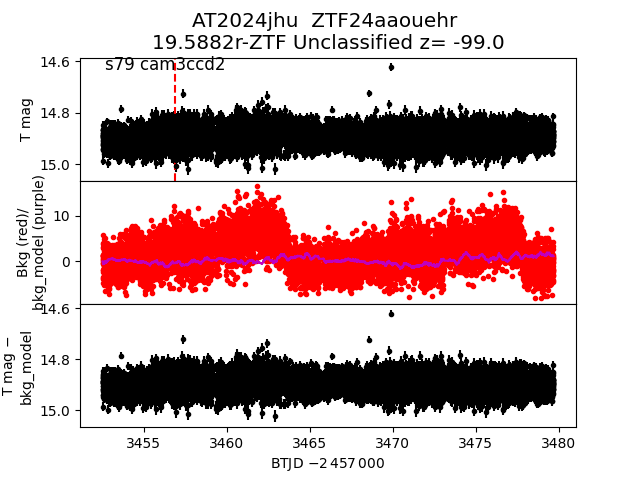 AT2024jhu  ZTF24aaouehr
19.5882r-ZTF Unclassified z= -99.0
s79 cam3ccd2
14.6
14.8
15.0
T mag
10
0
Bkg (red)/
bkg_model (purple)
14.6
14.8
15.0
T mag −
bkg_model
3455
3460
3465
3470
3475
3480
BTJD −2 457 000